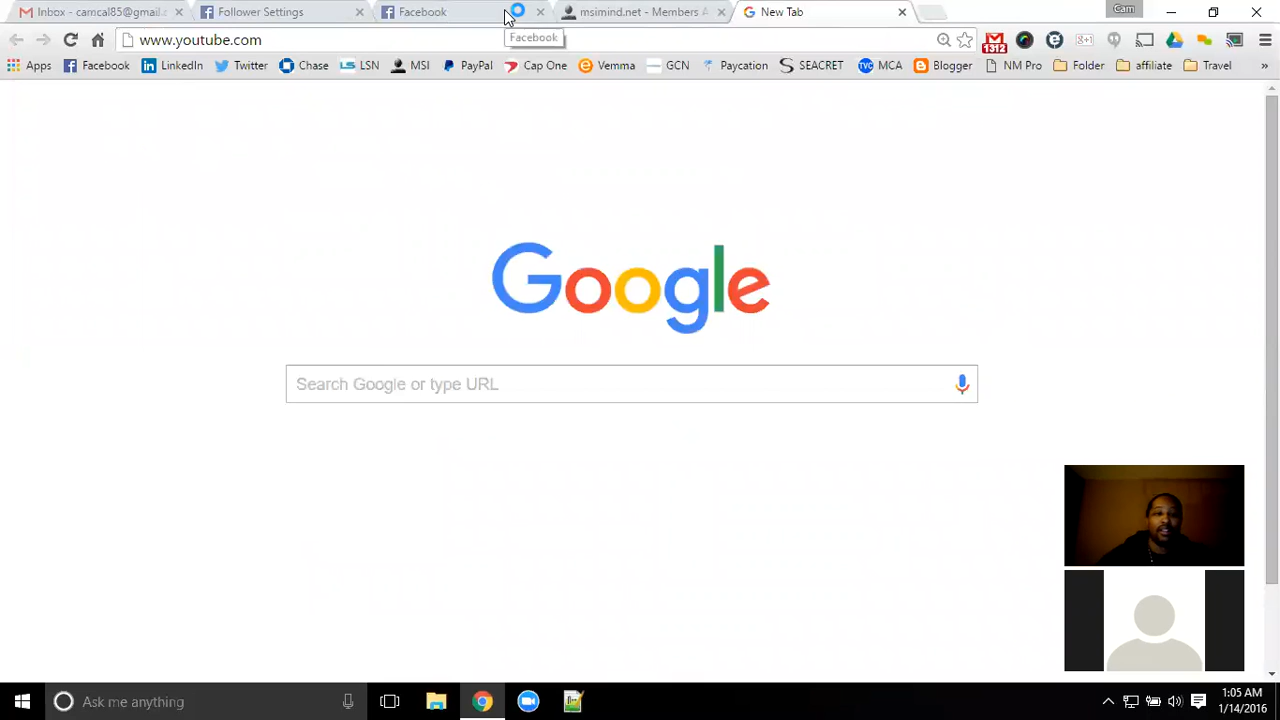 Inbox - camcal85@gmail.c
Follower Settings
Facebook
msimind.net - Members A
New Tab
Cam
www.youtube.com
Facebook
1312
Apps
Facebook
LinkedIn
Twitter
Chase
LSN
MSI
PayPal
Cap One
Vemma
GCN
Paycation
SEACRET
MCA
Blogger
NM Pro
Folder
affiliate
Travel
»
Google
Search Google or type URL
Ask me anything
1:05 AM
1/14/2016